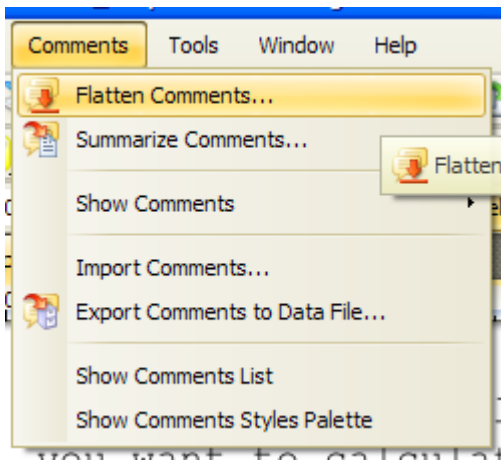 Comments Tools Window Help
Flatten Comments...
Summarize Comments...
Flatten
Show Comments
Import Comments...
Export Comments to Data File...
Show Comments List
Show Comments Styles Palette
you want to